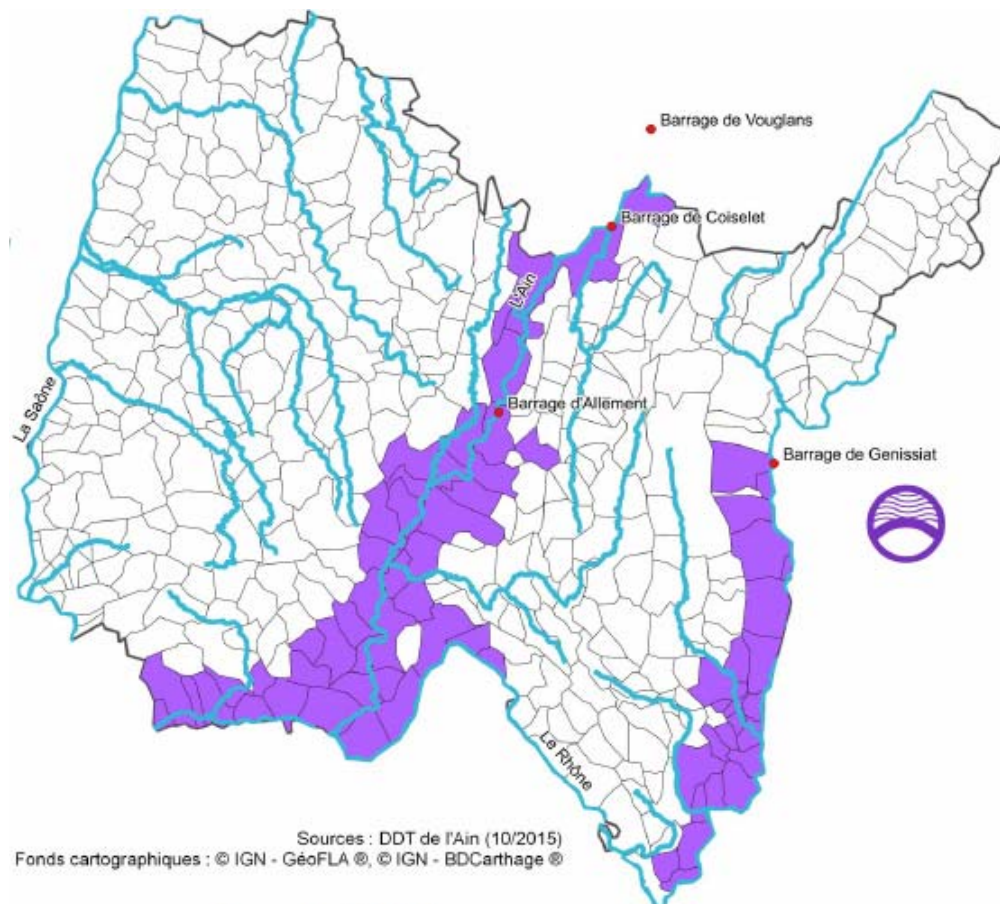 Barrage de Vouglans
Barrage de Coiselet
L'Ain
La Saône
Barrage d'Allèment
Barrage de Genissiat
Le Rhône
Sources : DDT de l'Ain (10/2015)
Fonds cartographiques : © IGN - GéoFLA ®, © IGN - BDCarthage ®